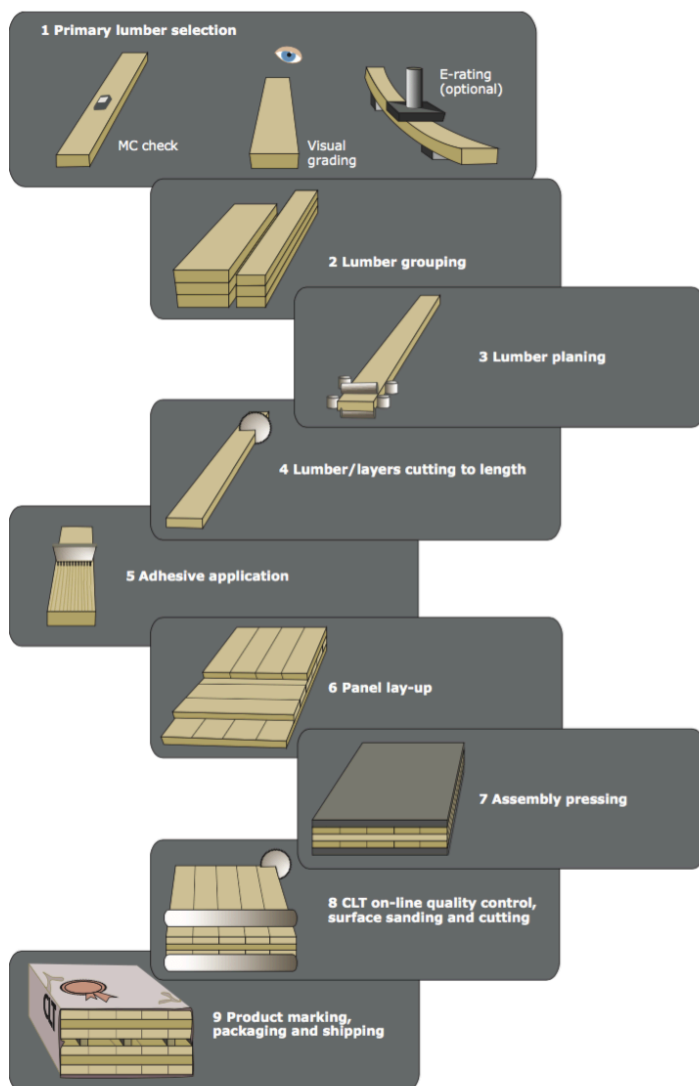 1 Primary lumber selection
MC check
Visual
grading
E-rating
(optional)
2 Lumber grouping
3 Lumber planing
4 Lumber/layers cutting to length
5 Adhesive application
6 Panel lay-up
7 Assembly pressing
8 CLT on-line quality control,
surface sanding and cutting
CLT
9 Product marking,
packaging and shipping